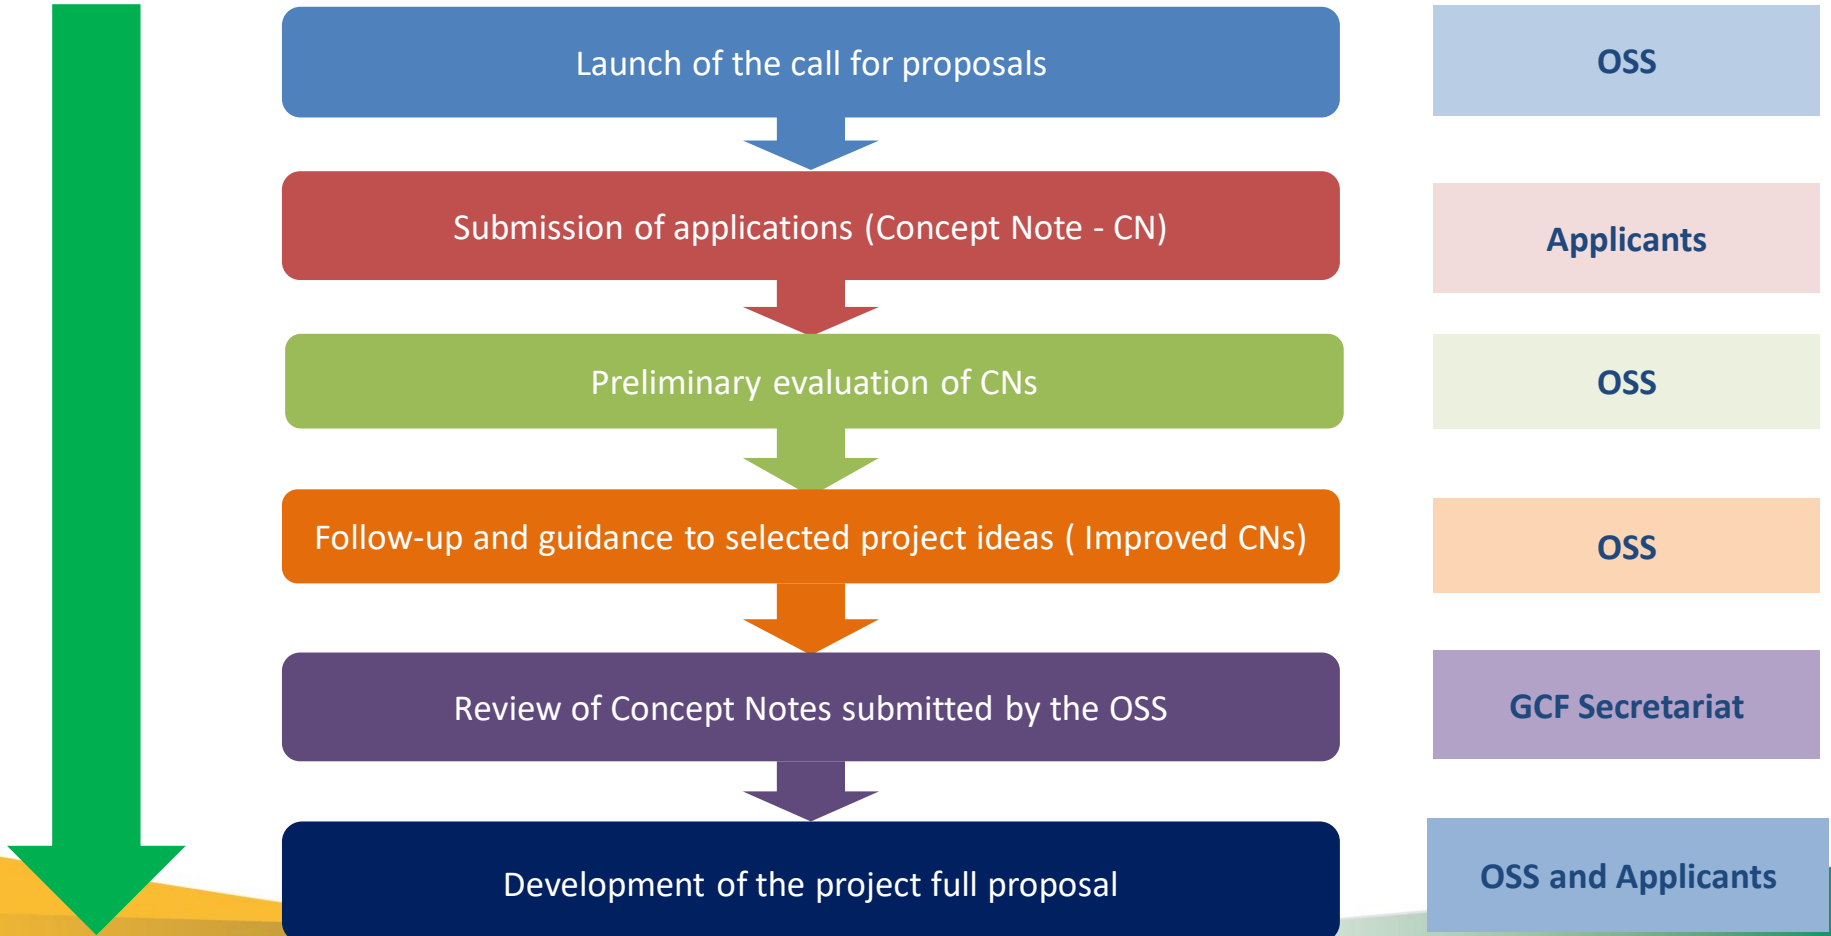 Launch of the call for proposals
OSS
Submission of applications (Concept Note - CN)
Applicants
Preliminary evaluation of CNs
OSS
Follow-up and guidance to selected project ideas ( Improved CNs)
OSS
Review of Concept Notes submitted by the OSS
GCF Secretariat
Development of the project full proposal
OSS and Applicants